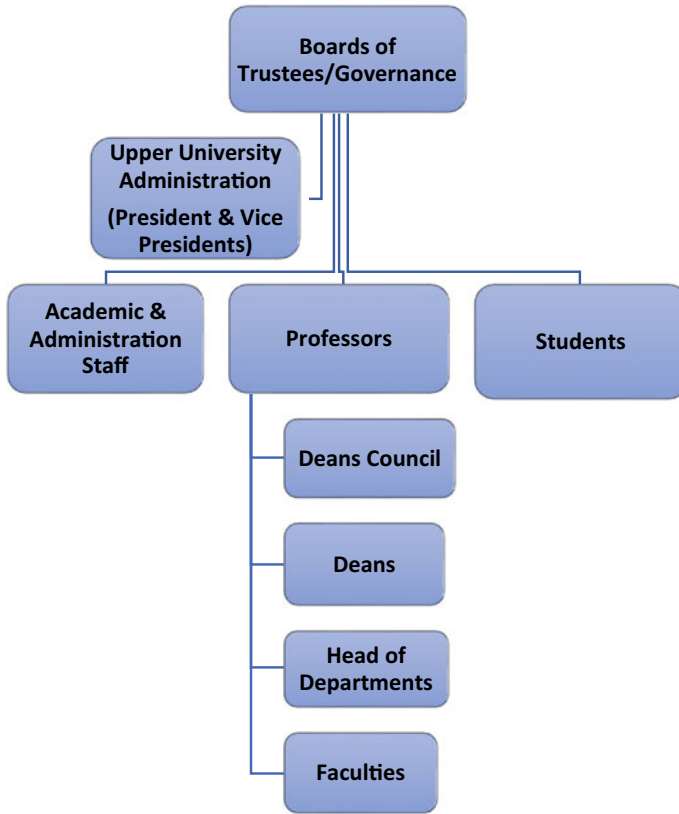 Boards of
Trustees/Governance
Upper University
Administration
(President & Vice
Presidents)
Academic &
Administration
Staff
Professors
Students
Deans Council
Deans
Head of
Departments
Faculties